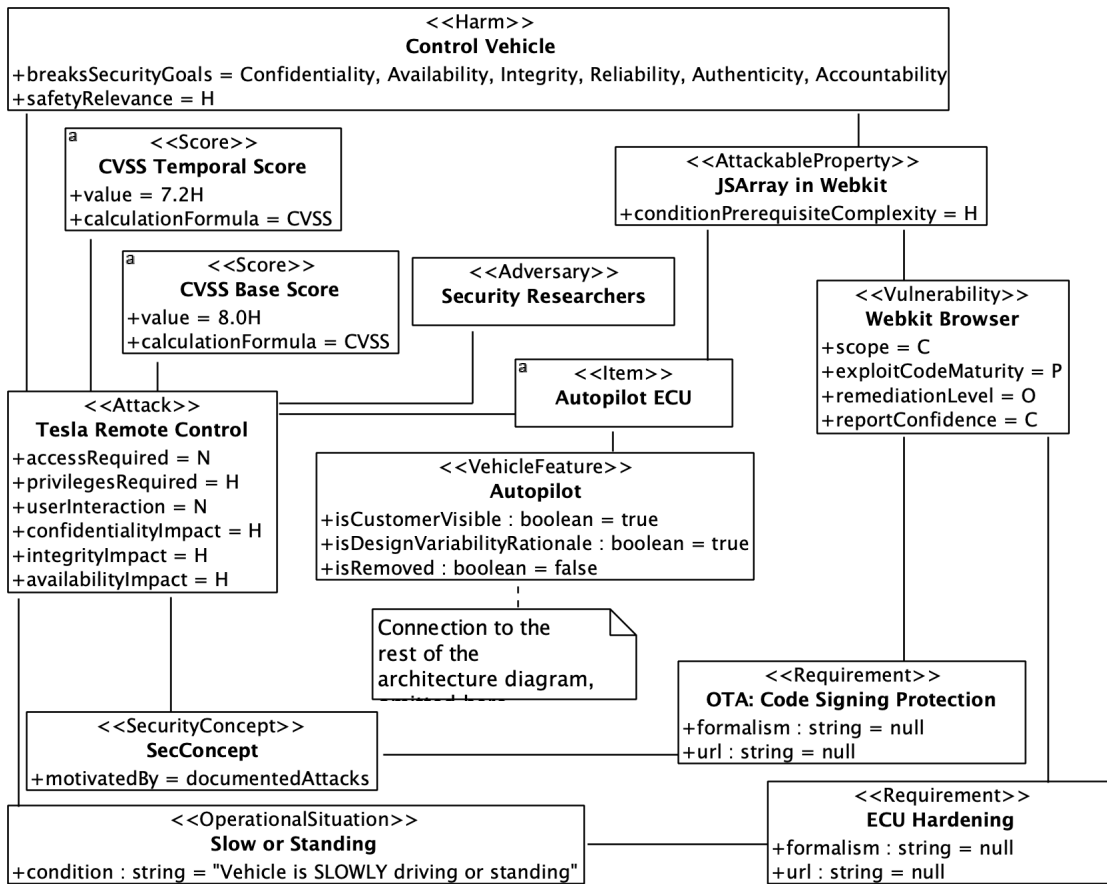 <<Harm>>
Control Vehicle
+breaksSecurityGoals = Confidentiality, Availability, Integrity, Reliability, Authenticity, Accountability
+safetyRelevance = H
a
<<Score>>
CVSS Temporal Score
+value = 7.2H
+calculationFormula = CVSS
<<AttackableProperty>>
JSArray in Webkit
+conditionPrerequisiteComplexity = H
a
<<Score>>
CVSS Base Score
+value = 8.0H
+calculationFormula = CVSS
<<Adversary>>
Security Researchers
<<Vulnerability>>
Webkit Browser
+scope = C
+exploitCodeMaturity = P
+remediationLevel = O
+reportConfidence = C
a
<<Item>>
Autopilot ECU
<<Attack>>
Tesla Remote Control
+accessRequired = N
+privilegesRequired = H
+userInteraction = N
+confidentialityImpact = H
+integrityImpact = H
+availabilityImpact = H
<<VehicleFeature>>
Autopilot
+isCustomerVisible : boolean = true
+isDesignVariabilityRationale : boolean = true
+isRemoved : boolean = false
Connection to the
rest of the
architecture diagram,
<<Requirement>>
OTA: Code Signing Protection
+formalism : string = null
+url : string = null
<<SecurityConcept>>
SecConcept
+motivatedBy = documentedAttacks
<<OperationalSituation>>
Slow or Standing
+condition : string = "Vehicle is SLOWLY driving or standing"
<<Requirement>>
ECU Hardening
+formalism : string = null
+url : string = null